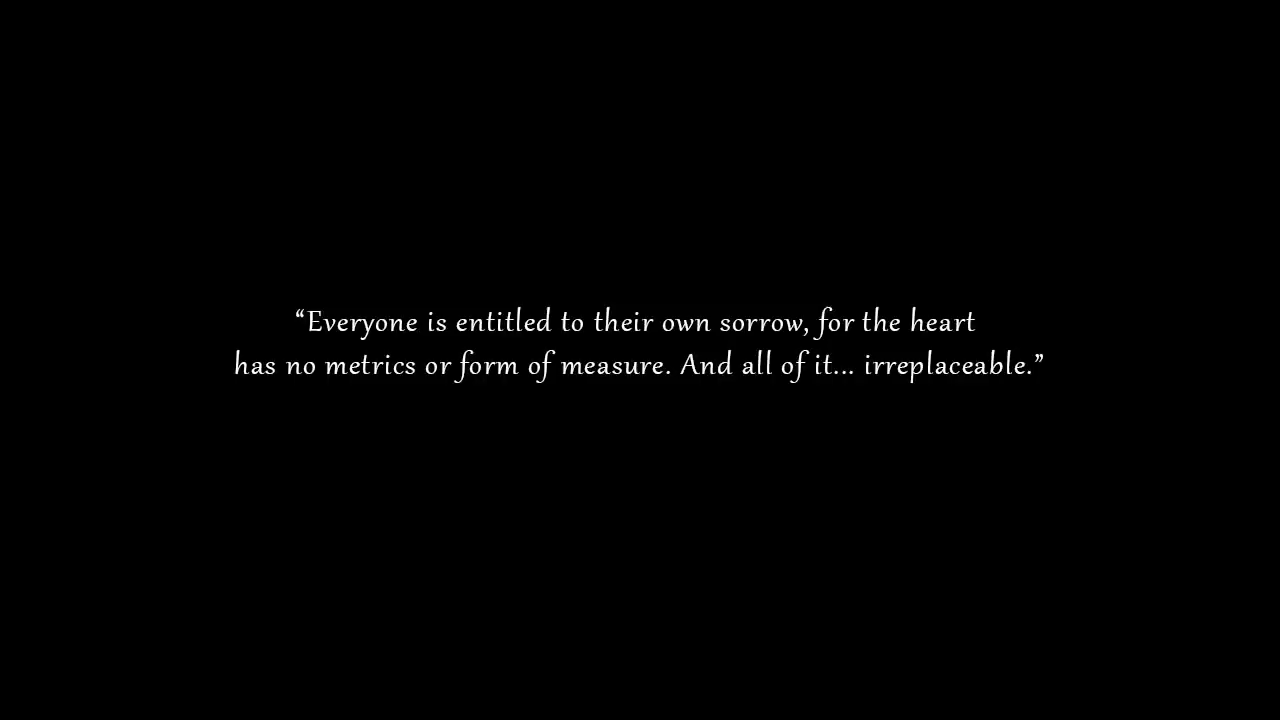 “Everyone is entitled to their own sorrow, for the heart
has no metrics or form of measure. And all of it... irreplaceable.”